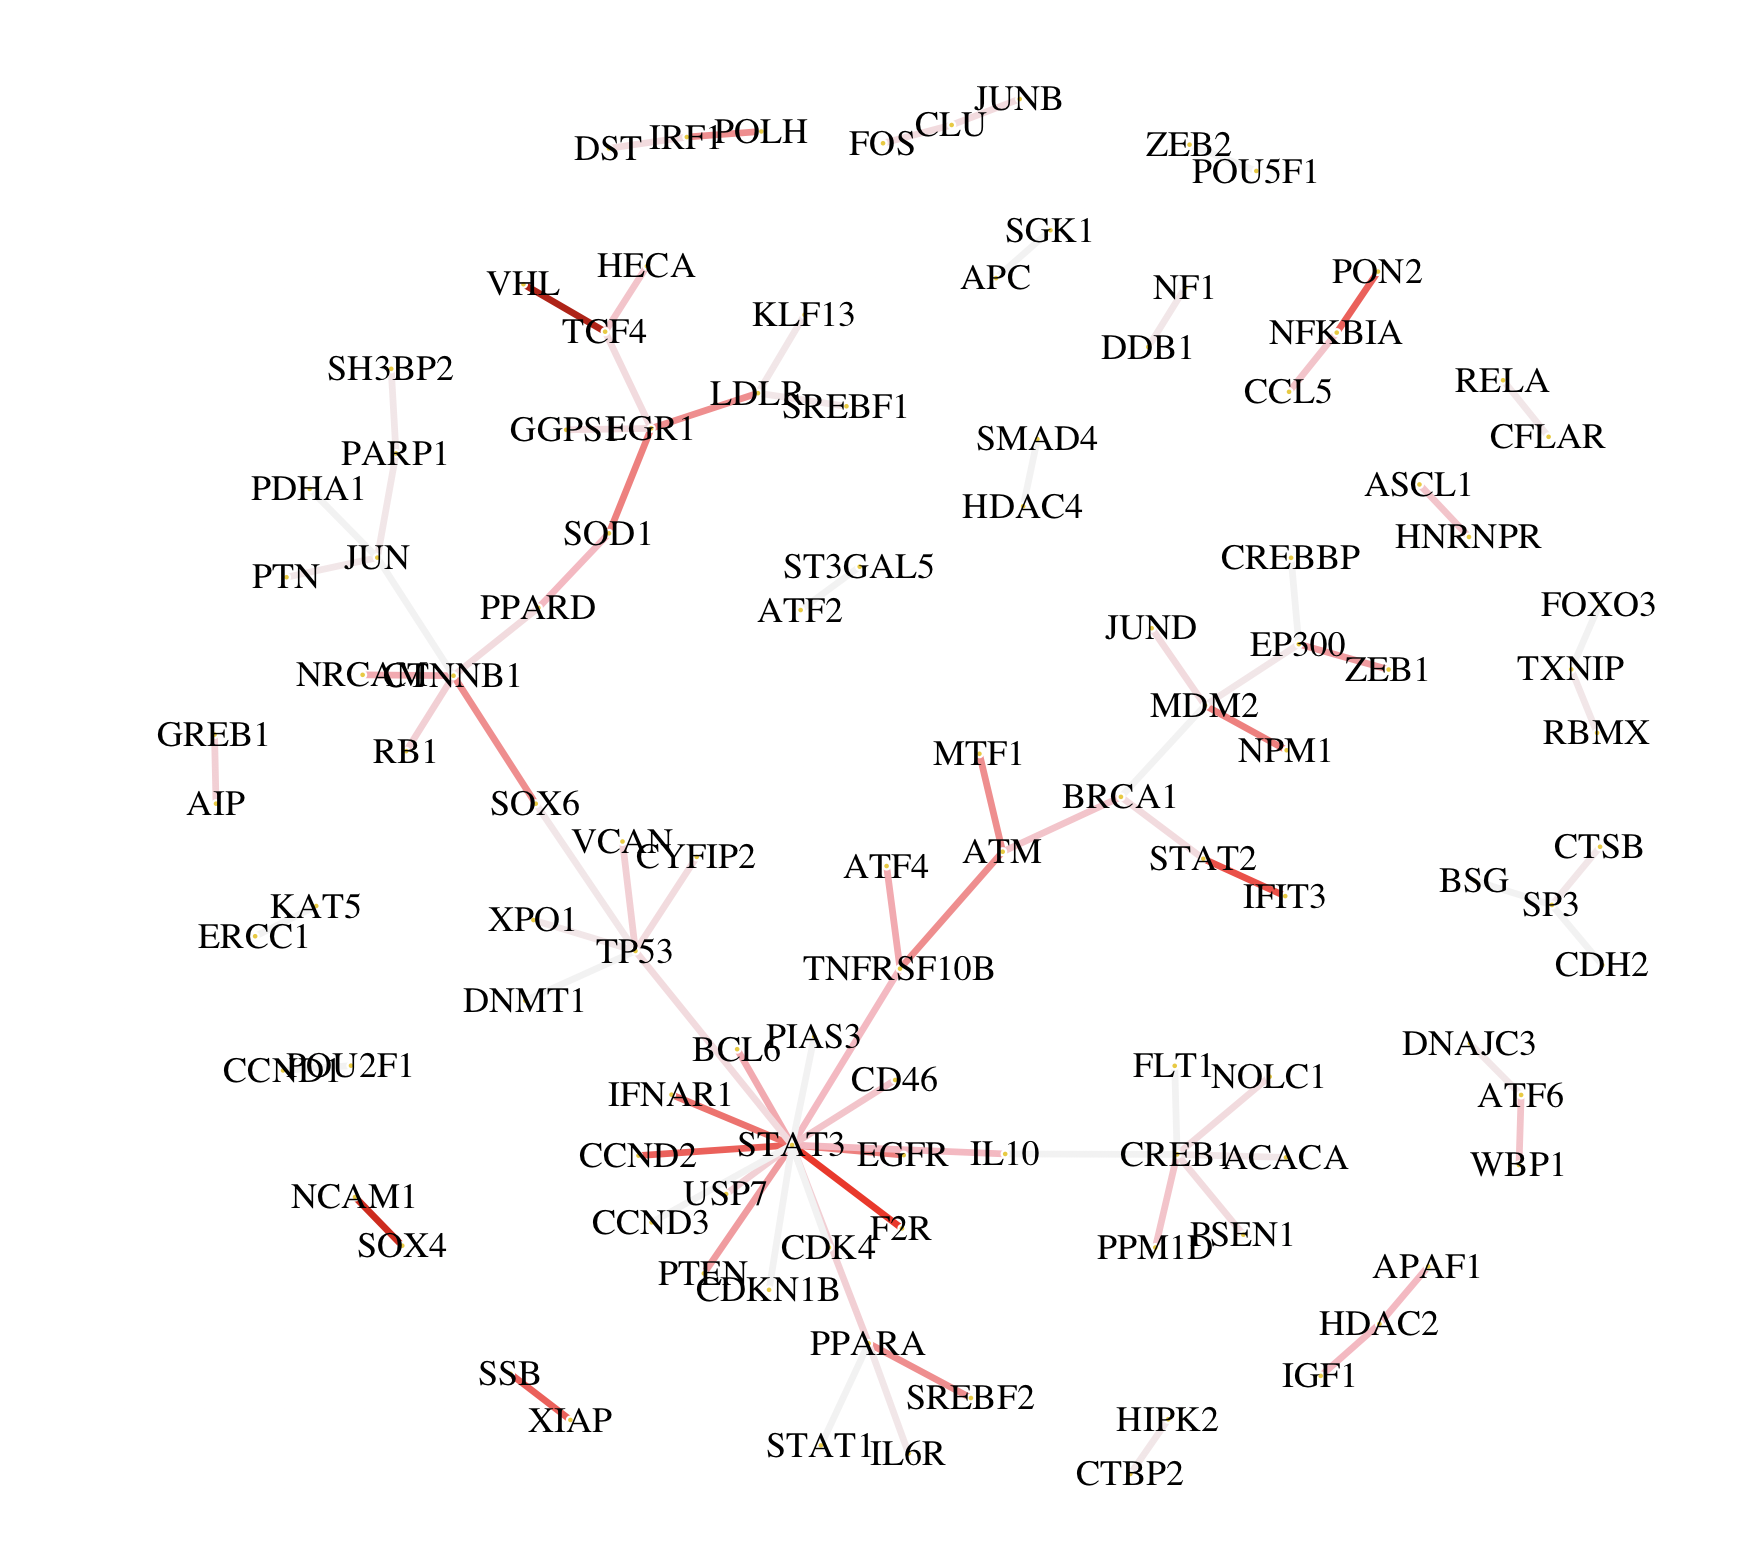 JUNB
CLU
DST
IRF1
POLH
FOS
ZEB2
POU5F1
SGK1
HECA
APC
VHL
NF1
PON2
KLF13
TCF4
NFKBIA
DDB1
SH3BP2
LDLR
SREBF1
CCL5
RELA
GGPS1
EGR1
SMAD4
CFLAR
PARP1
PDHA1
ASCL1
HDAC4
SOD1
HNRNPR
JUN
CREBBP
PTN
ST3GAL5
PPARD
ATF2
FOXO3
JUND
EP300
NRCAM
CTNNB1
ZEB1
TXNIP
MDM2
GREB1
RB1
MTF1
NPM1
RBMX
AIP
SOX6
BRCA1
VCAN
CYFIP2
ATF4
ATM
STAT2
CTSB
IFIT3
BSG
KAT5
ERCC1
XPO1
SP3
TP53
TNFRSF10B
CDH2
DNMT1
PIAS3
BCL6
DNAJC3
CCND1
POU2F1
IFNAR1
CD46
FLT1
NOLC1
ATF6
CCND2
STAT3
EGFR
IL10
CREB1
ACACA
WBP1
NCAM1
USP7
CCND3
F2R
SOX4
CDK4
PPM1D
PSEN1
PTEN
CDKN1B
APAF1
PPARA
HDAC2
SSB
SREBF2
IGF1
XIAP
HIPK2
STAT1
IL6R
CTBP2